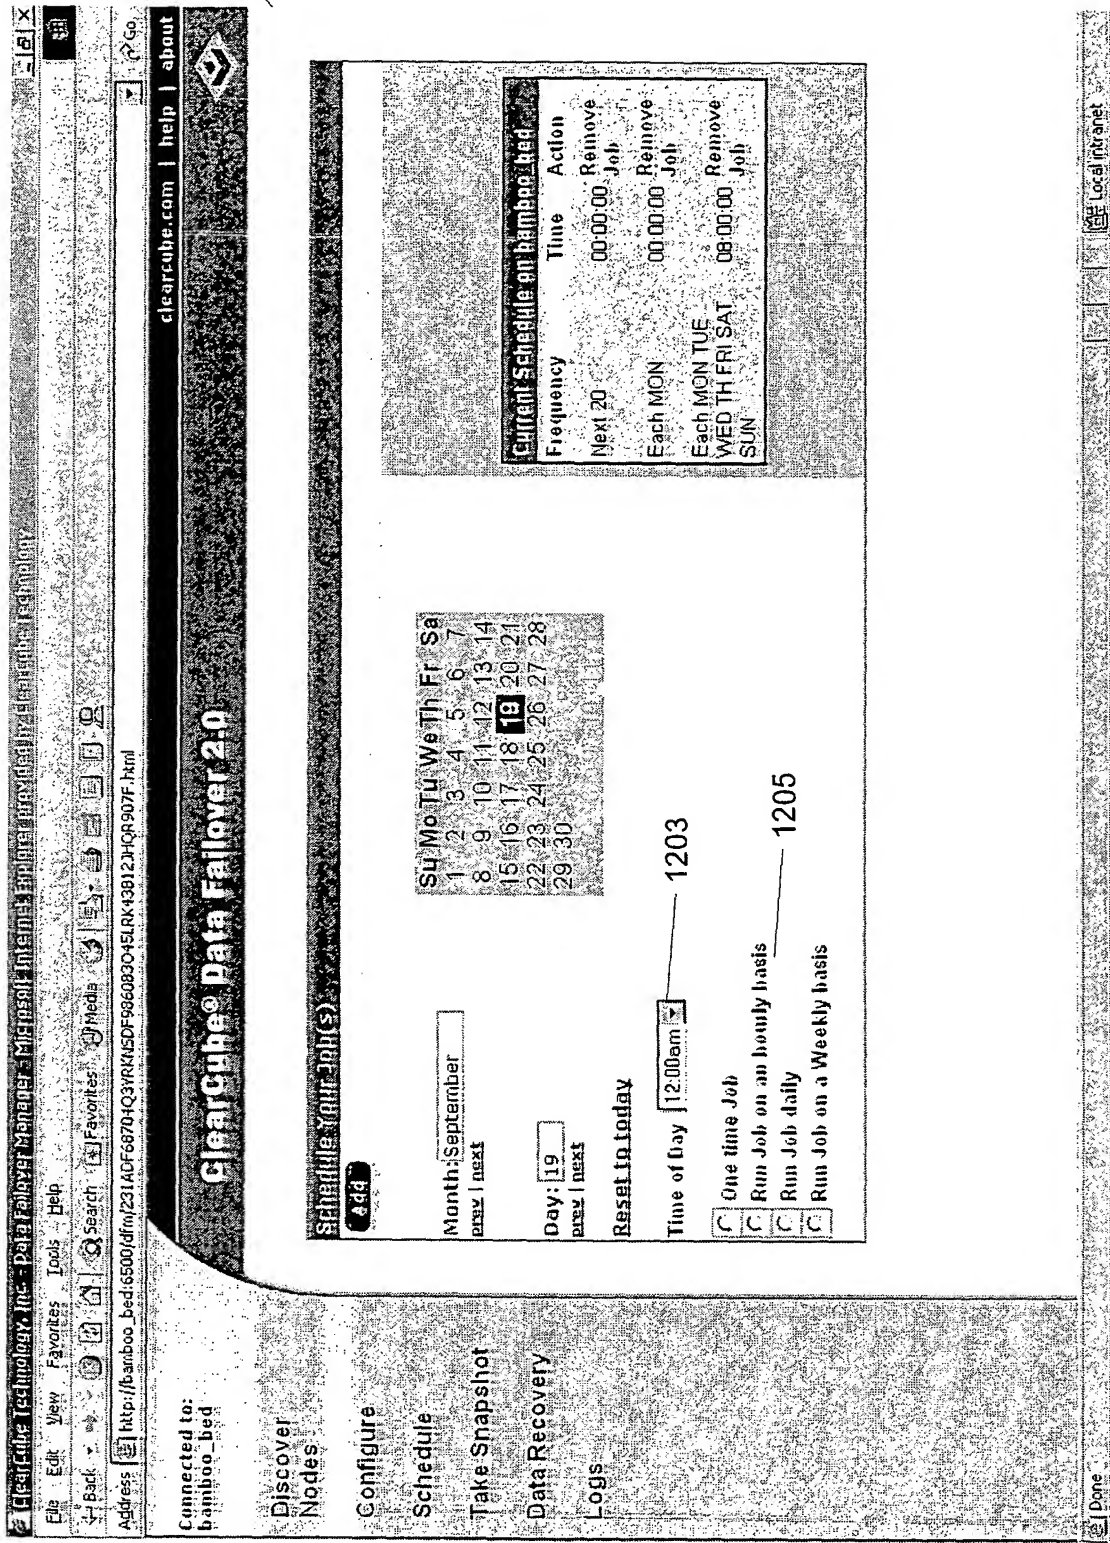 ClearCube Technology, Inc. - Data Failover Manager - Microsoft Internet Explorer provided by ClearCube Technology
File Edit View Favorites Tools Help
Back Search Favorites Media
Address http://bamboo_bed:6500/dfm/ Go
clearcube.com | help | about
ClearCube® Data Failover 2.0
Connected to:
bamboo_bed
Discover
Nodes
Configure
Schedule
Take Snapshot
Data Recovery
Logs
Schedule Your Job(s)
Add
Month: September
prev | next
Su Mo Tu We Th Fr Sa
1 2 3 4 5 6 7
8 9 10 11 12 13 14
15 16 17 18 19 20 21
22 23 24 25 26 27 28
29 30
Day: 19
prev | next
Reset to today
Time of Day 12:00am
1203
One time Job
Run Job on an hourly basis
1205
Run Job daily
Run Job on a Weekly basis
Current Schedule on bamboo_bed
Frequency Time Action
Next 20 00:00:00 Remove Job
Each MON 00:00:00 Remove Job
Each MON TUE WED TH FRI SAT SUN 08:00:00 Remove Job
Done Local intranet